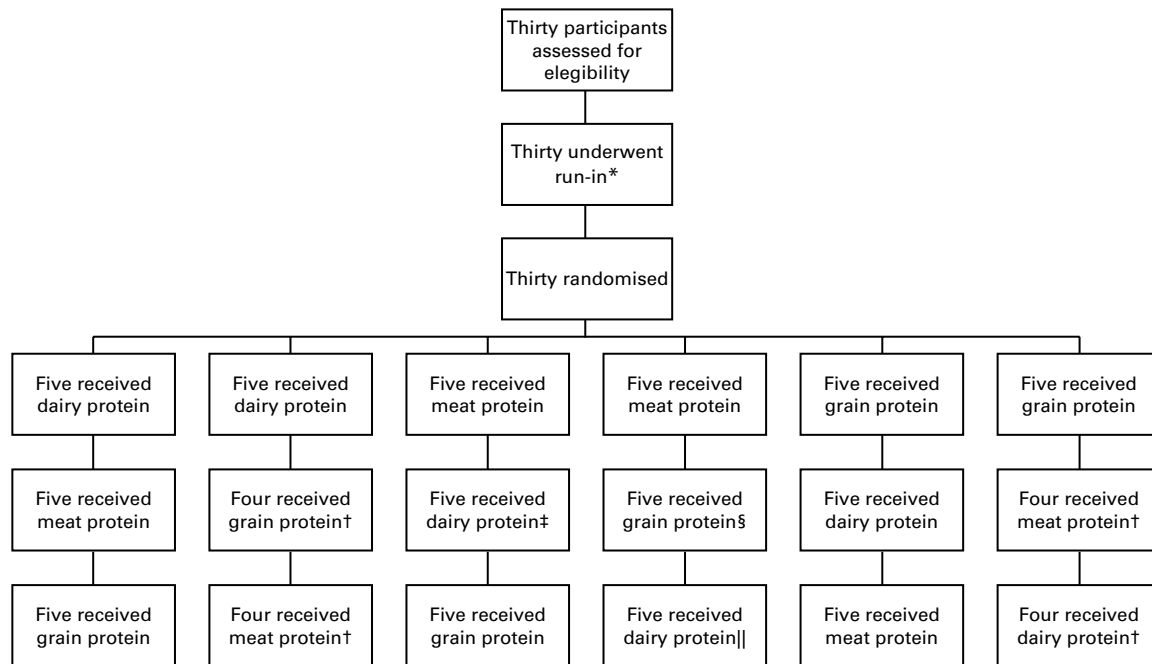 Thirty participants
assessed for
elegibility
Thirty underwent
run-in*
Thirty randomised
Five received
dairy protein
Five received
dairy protein
Five received
meat protein
Five received
meat protein
Five received
grain protein
Five received
grain protein
Five received
meat protein
Four received
grain protein†
Five received
dairy protein‡
Five received
grain protein§
Five received
dairy protein
Four received
meat protein†
Five received
grain protein
Four received
meat protein†
Five received
grain protein
Five received
dairy protein||
Five received
meat protein
Four received
dairy protein†